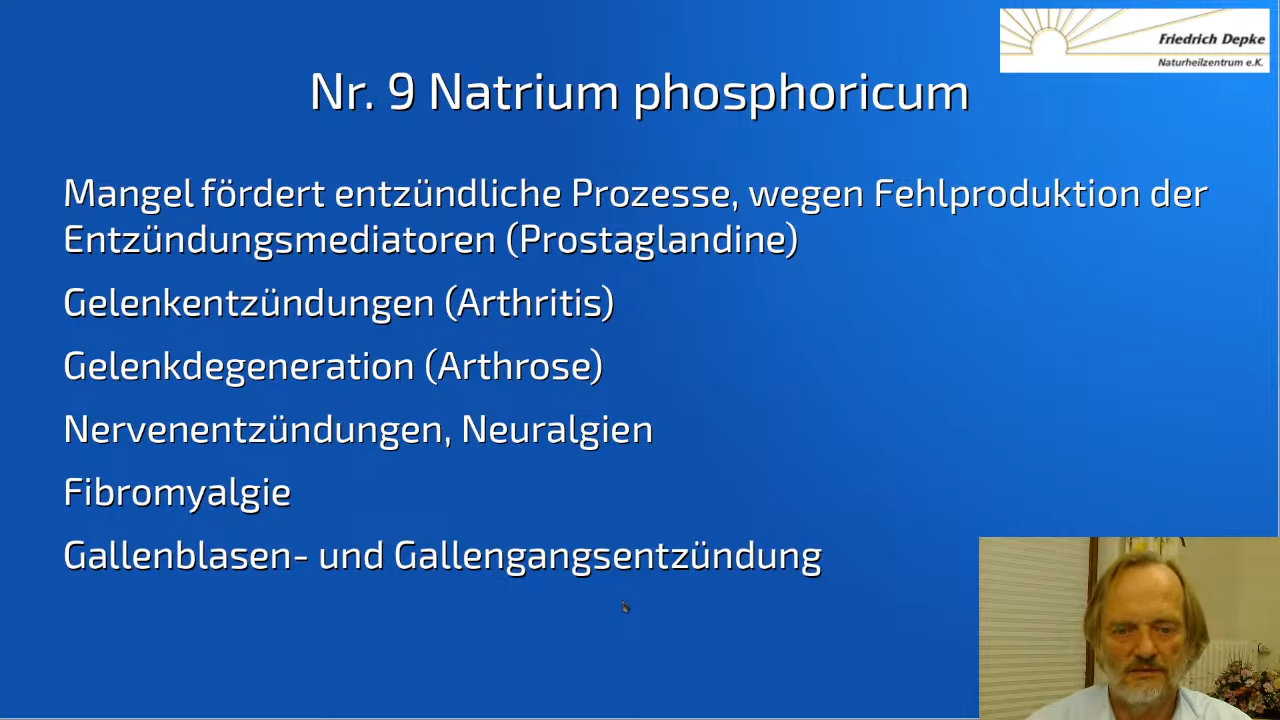 Friedrich Depke
Naturheilzentrum e.K.
Nr. 9 Natrium phosphoricum
Mangel fördert entzündliche Prozesse, wegen Fehlproduktion der
Entzündungsmediatoren (Prostaglandine)
Gelenkentzündungen (Arthritis)
Gelenkdegeneration (Arthrose)
Nervenentzündungen, Neuralgien
Fibromyalgie
Gallenblasen- und Gallengangsentzündung